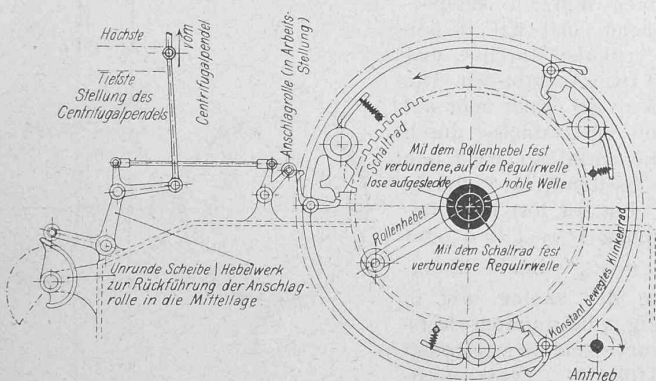 Höchste
Tiefste
Stellung des
Centrifugalpendels
vom
Centrifugalpendel
Anschlagrolle (in Arbeits-
Stellung)
Schaltrad
Mit dem Rollenhebel fest
verbundene, auf die Regulirwelle
lose aufgesteckte hohle Welle
Rollenhebel
Mit dem Schaltrad fest
verbundene Regulirwelle
Unrunde Scheibe | Hebelwerk
zur Rückführung der Anschlag-
rolle in die Mittellage
Konstant bewegtes Klinkenrad
Antrieb